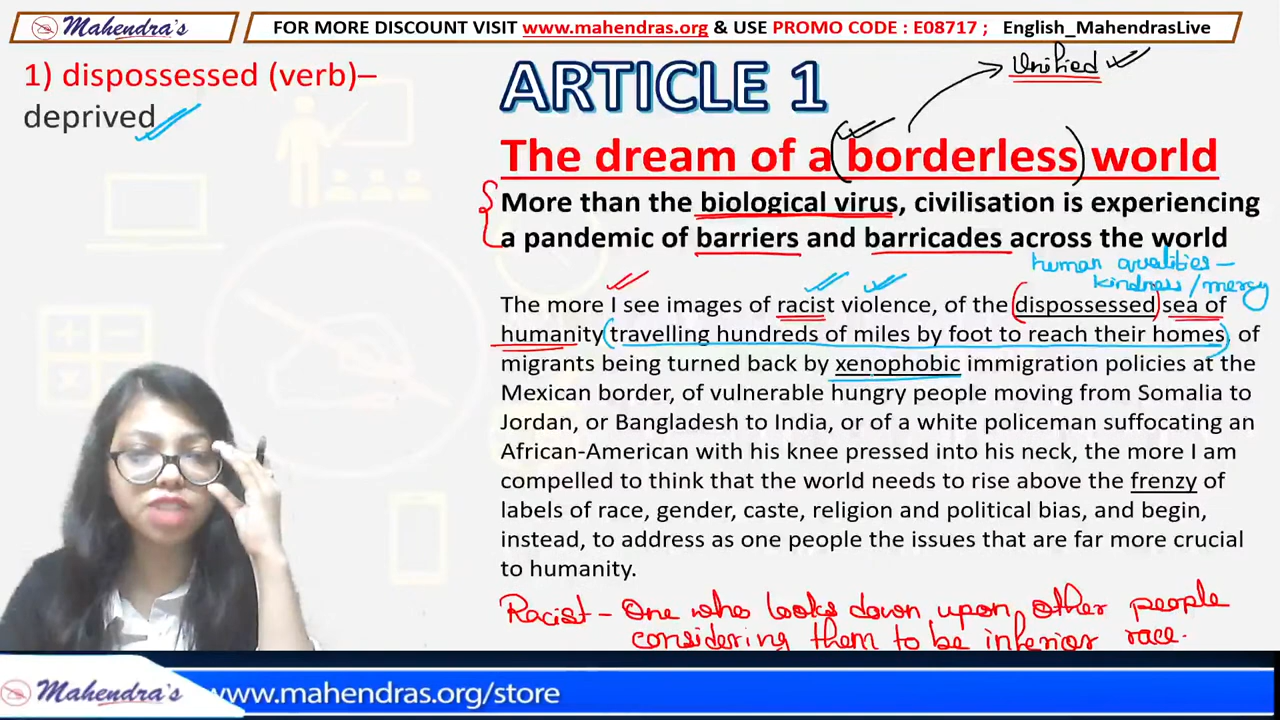 Mahendra's
FOR MORE DISCOUNT VISIT www.mahendras.org & USE PROMO CODE : E08717 ; English_MahendrasLive
1) dispossessed (verb)–
deprived
ARTICLE 1
Unified
The dream of a borderless world
More than the biological virus, civilisation is experiencing
a pandemic of barriers and barricades across the world
human qualities –
kindness/mercy
The more I see images of racist violence, of the dispossessed sea of
humanity travelling hundreds of miles by foot to reach their homes, of
migrants being turned back by xenophobic immigration policies at the
Mexican border, of vulnerable hungry people moving from Somalia to
Jordan, or Bangladesh to India, or of a white policeman suffocating an
African-American with his knee pressed into his neck, the more I am
compelled to think that the world needs to rise above the frenzy of
labels of race, gender, caste, religion and political bias, and begin,
instead, to address as one people the issues that are far more crucial
to humanity.
Racist – One who looks down upon other people
considering them to be inferior race.
Mahendra's
www.mahendras.org/store